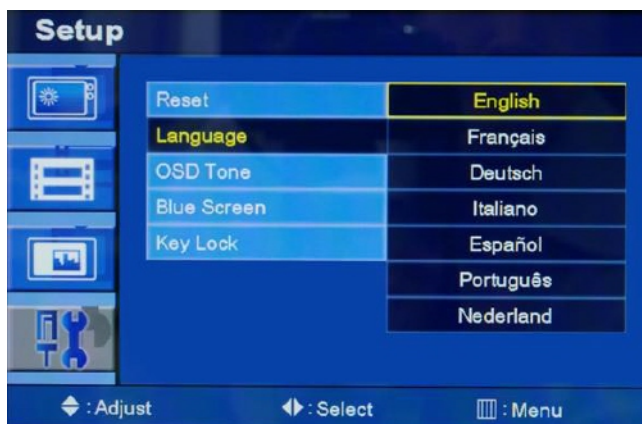 Setup
Reset
English
Language
Français
OSD Tone
Deutsch
Blue Screen
Italiano
Key Lock
Español
Português
Nederland
: Adjust
: Select
: Menu